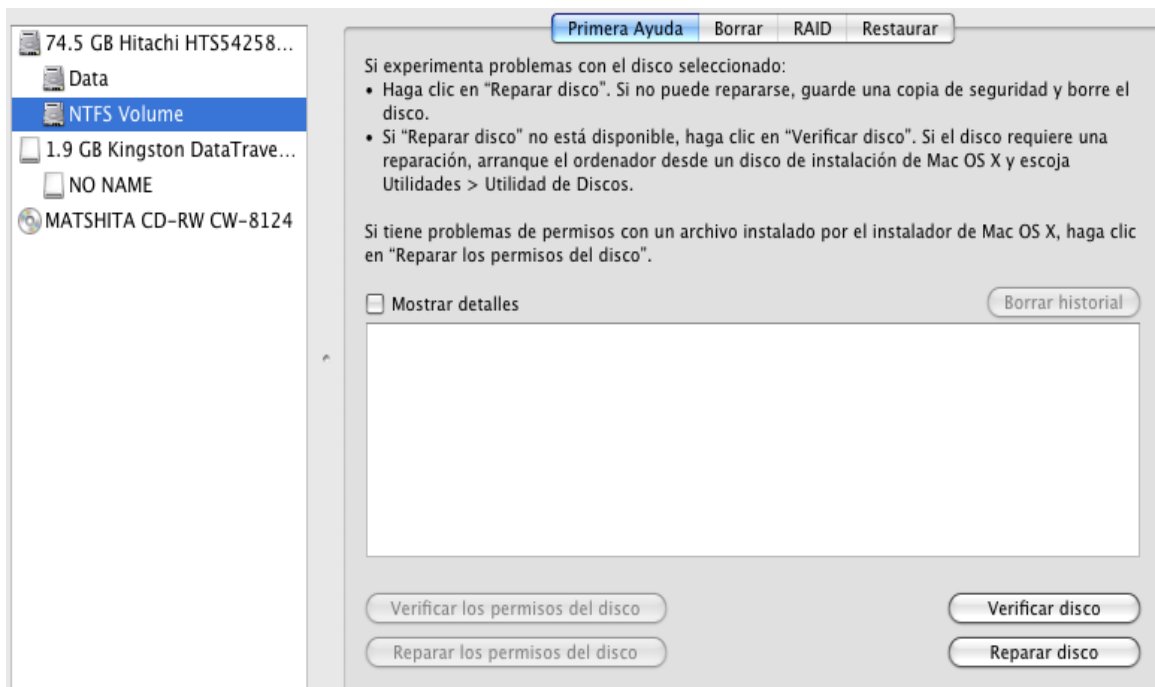 74.5 GB Hitachi HTS54258...
Data
NTFS Volume
1.9 GB Kingston DataTrave...
NO NAME
MATSHITA CD-RW CW-8124
Primera Ayuda Borrar RAID Restaurar
Si experimenta problemas con el disco seleccionado:
• Haga clic en “Reparar disco”. Si no puede repararse, guarde una copia de seguridad y borre el
disco.
• Si “Reparar disco” no está disponible, haga clic en “Verificar disco”. Si el disco requiere una
reparación, arranque el ordenador desde un disco de instalación de Mac OS X y escoja
Utilidades > Utilidad de Discos.
Si tiene problemas de permisos con un archivo instalado por el instalador de Mac OS X, haga clic
en “Reparar los permisos del disco”.
Mostrar detalles Borrar historial
Verificar los permisos del disco Verificar disco
Reparar los permisos del disco Reparar disco